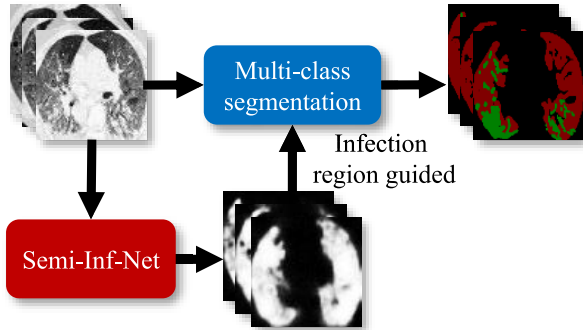 Multi-class
segmentation
Infection
region guided
Semi-Inf-Net